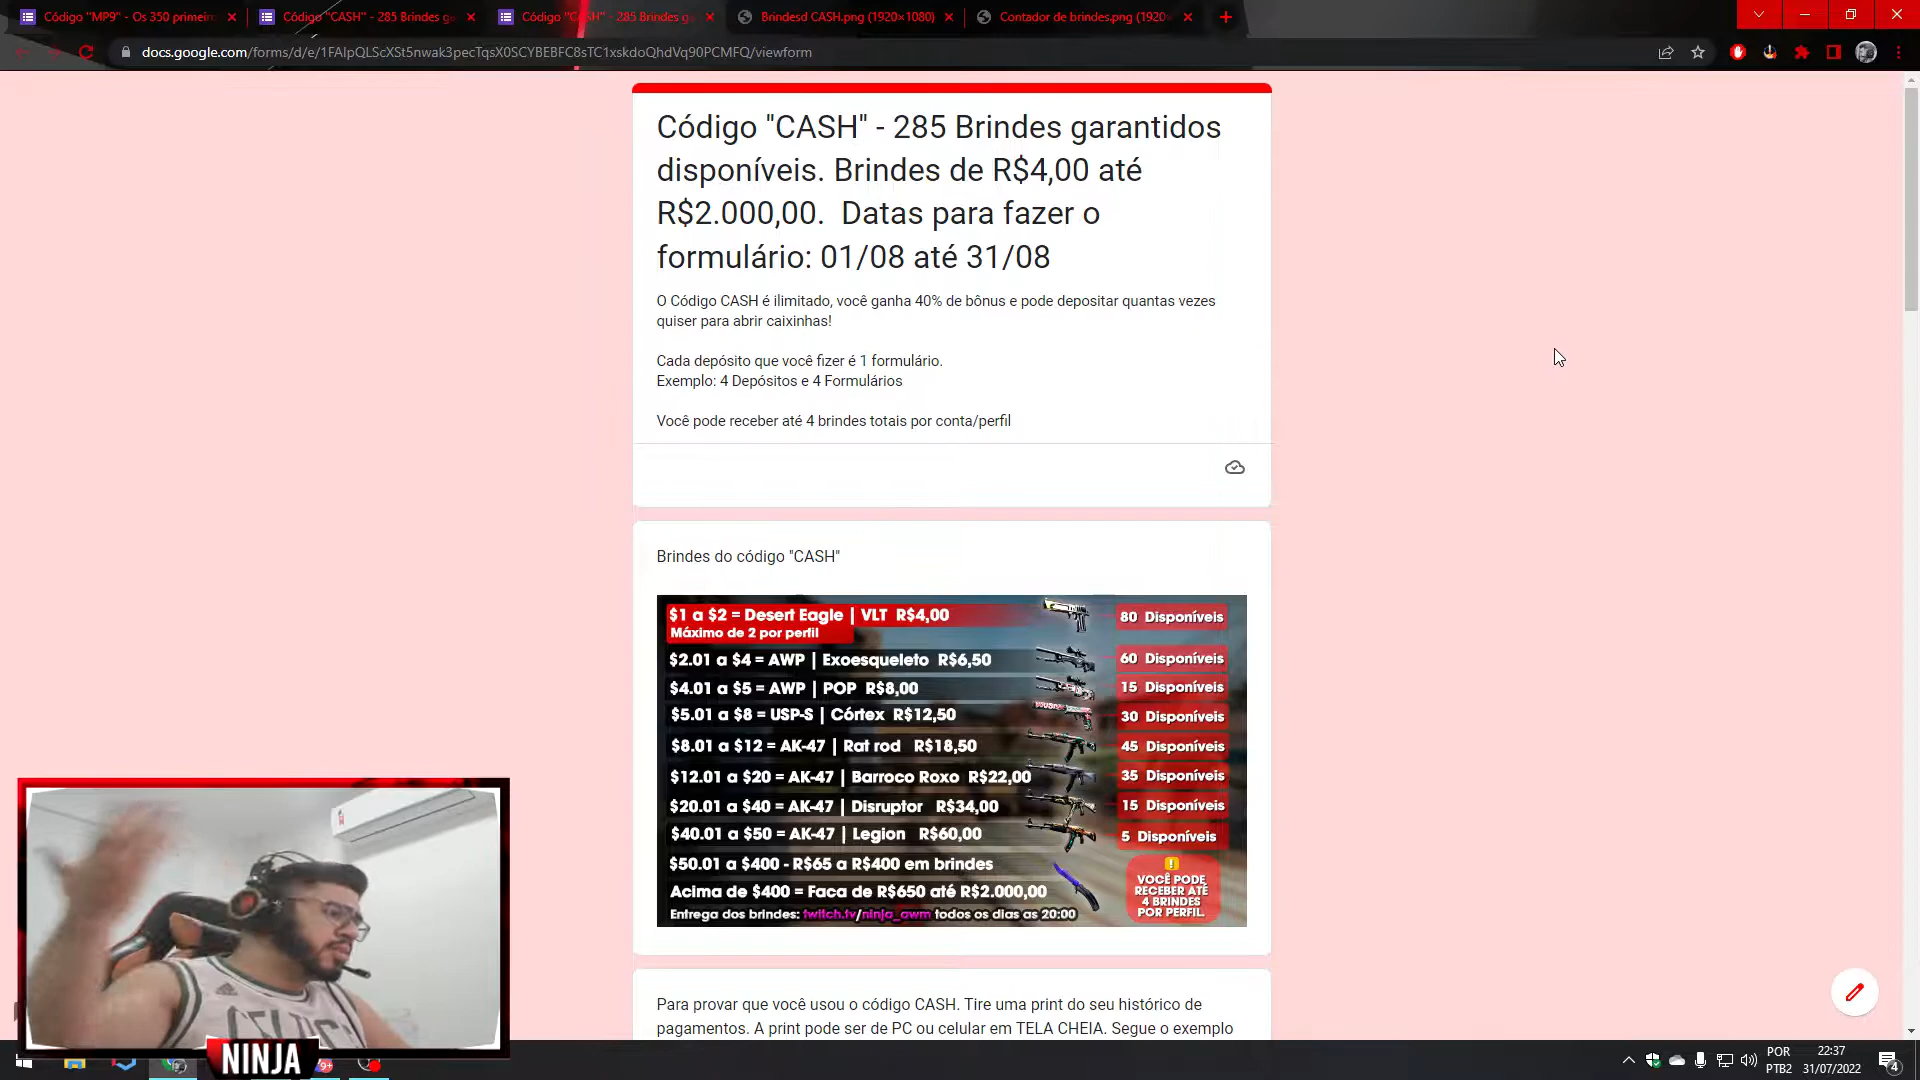 Código "MP9" - Os 350 primeiro
Código "CASH" - 285 Brindes ga
Código "CASH" - 285 Brindes ga
Brindesd CASH.png (1920×1080)
Contador de brindes.png (1920
docs.google.com/forms/d/e/1FAIpQLScXSt5nwak3pecTqsX0SCYBEBFC8sTC1xskdoQhdVq90PCMFQ/viewform
Código "CASH" - 285 Brindes garantidos
disponíveis. Brindes de R$4,00 até
R$2.000,00.  Datas para fazer o
formulário: 01/08 até 31/08
O Código CASH é ilimitado, você ganha 40% de bônus e pode depositar quantas vezes
quiser para abrir caixinhas!
Cada depósito que você fizer é 1 formulário.
Exemplo: 4 Depósitos e 4 Formulários
Você pode receber até 4 brindes totais por conta/perfil
Brindes do código "CASH"
$1 a $2 = Desert Eagle | VLT R$4,00
80 Disponíveis
Máximo de 2 por perfil
$2.01 a $4 = AWP | Exoesqueleto R$6,50
60 Disponíveis
$4.01 a $5 = AWP | POP R$8,00
15 Disponíveis
$5.01 a $8 = USP-S | Córtex R$12,50
30 Disponíveis
$8.01 a $12 = AK-47 | Rat rod R$18,50
45 Disponíveis
$12.01 a $20 = AK-47 | Barroco Roxo R$22,00
35 Disponíveis
$20.01 a $40 = AK-47 | Disruptor R$34,00
15 Disponíveis
$40.01 a $50 = AK-47 | Legion R$60,00
5 Disponíveis
$50.01 a $400 - R$65 a R$400 em brindes
Acima de $400 = Faca de R$650 até R$2.000,00
Entrega dos brindes: twitch.tv/ninja_awm todos os dias as 20:00
!
VOCÊ PODE
RECEBER ATÉ
4 BRINDES
POR PERFIL.
Para provar que você usou o código CASH. Tire uma print do seu histórico de
pagamentos. A print pode ser de PC ou celular em TELA CHEIA. Segue o exemplo
NINJA
9+
POR
PTB2
22:37
31/07/2022
4